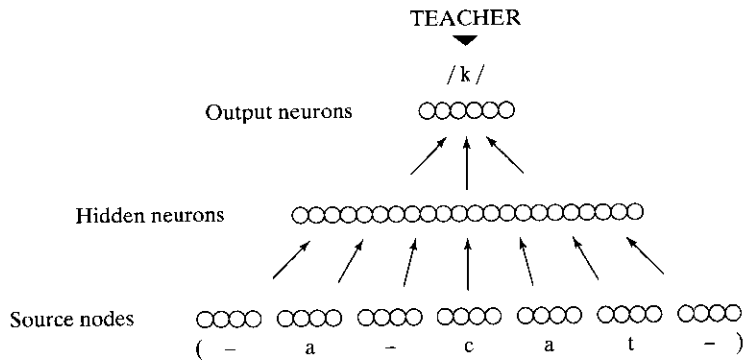 TEACHER
/k/
Output neurons
Hidden neurons
Source nodes
( – a – c a t – )